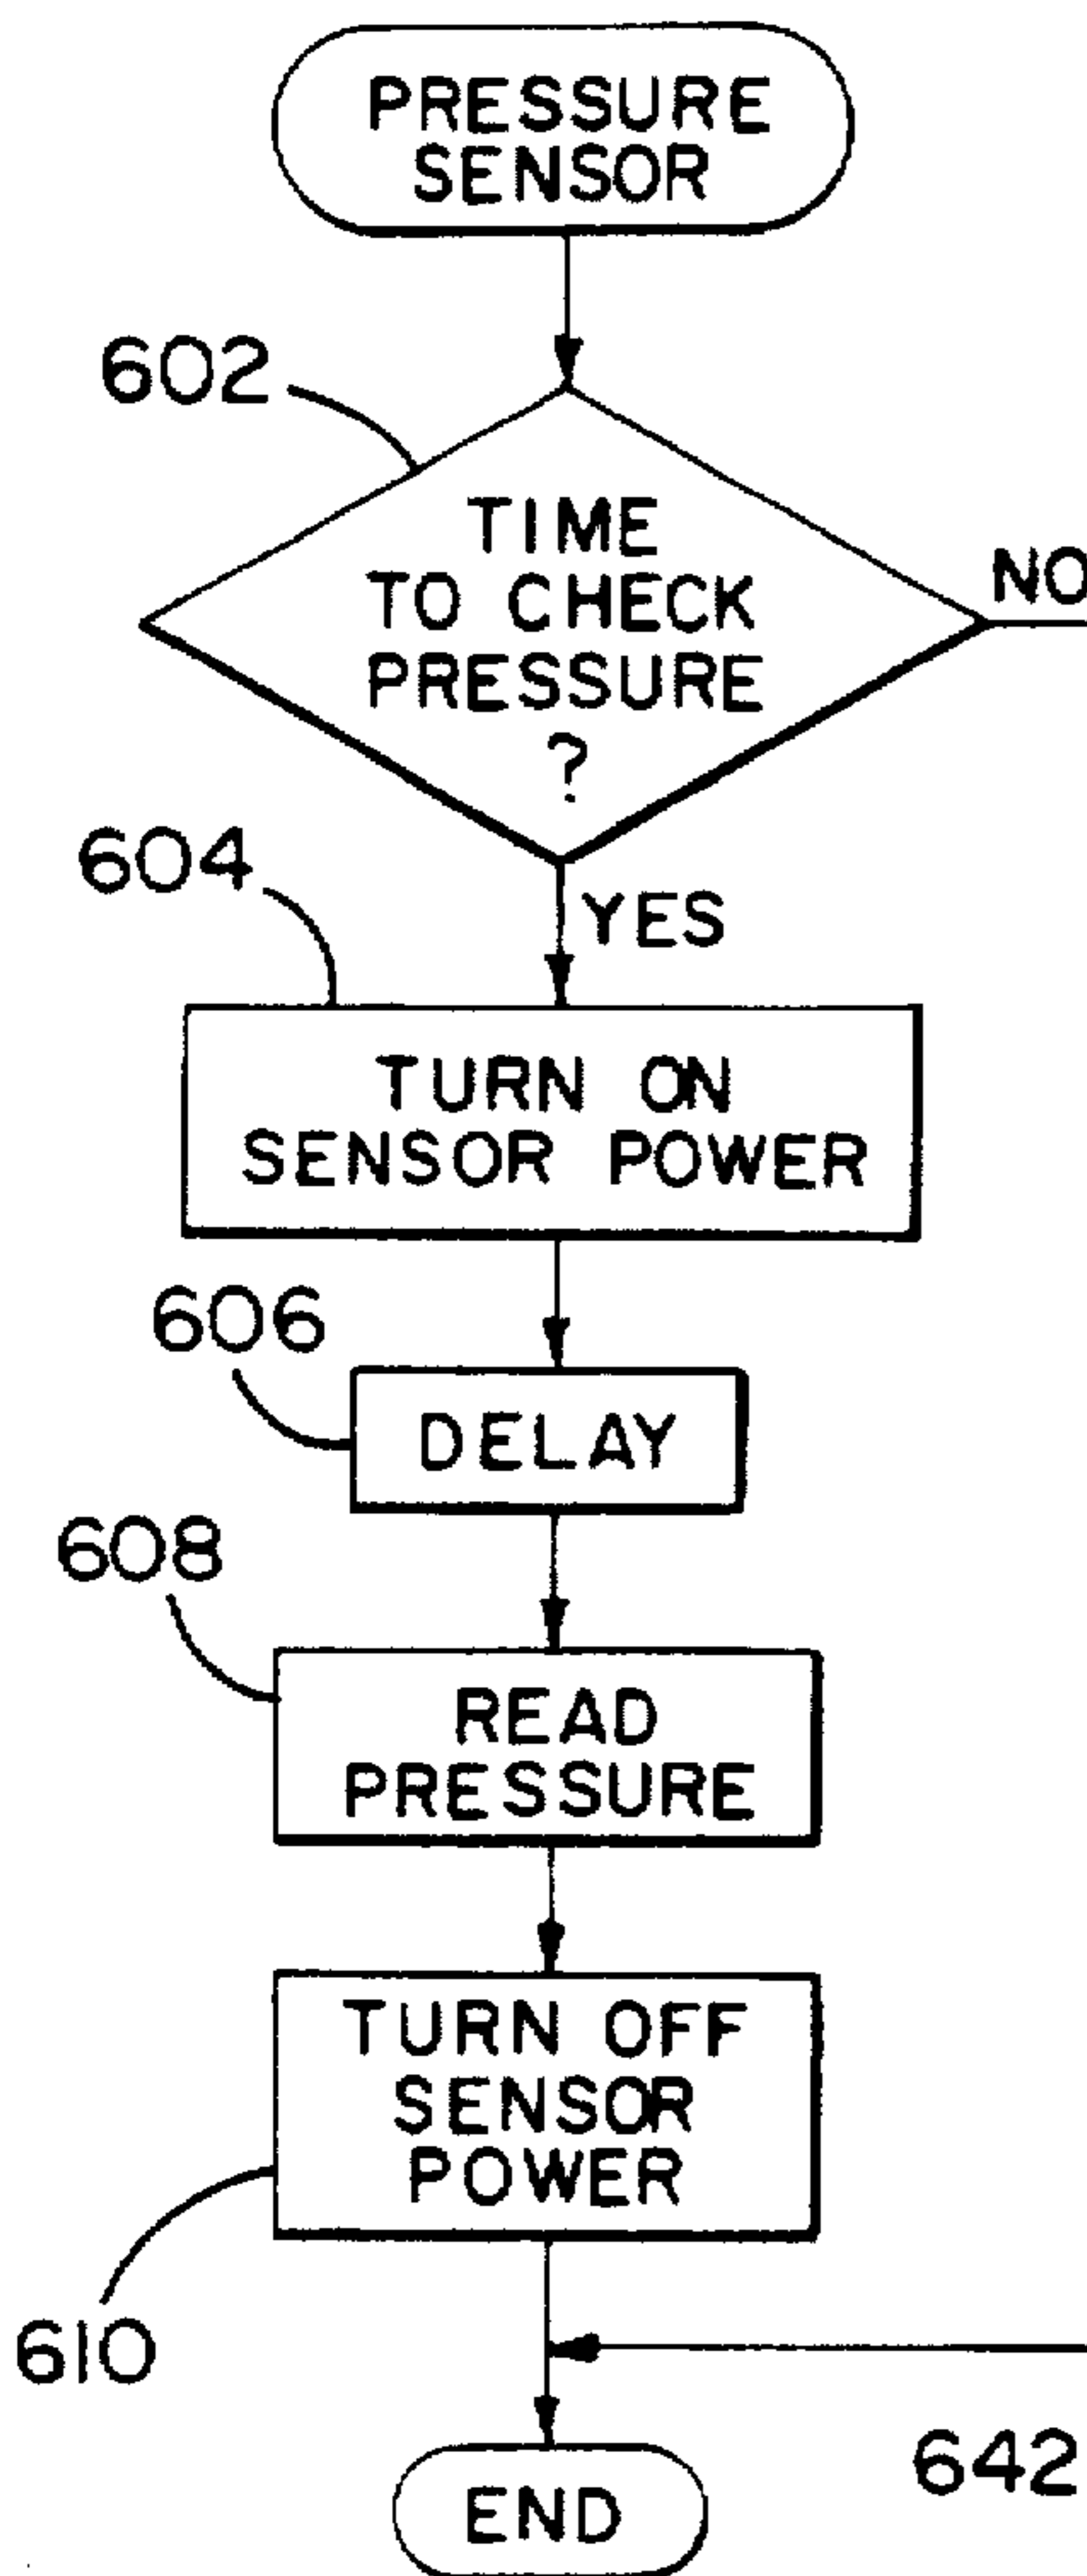 PRESSURE
SENSOR
602
TIME
TO CHECK
PRESSURE
?
NO
604
YES
TURN ON
SENSOR POWER
606
DELAY
608
READ
PRESSURE
TURN OFF
SENSOR
POWER
610
642
END